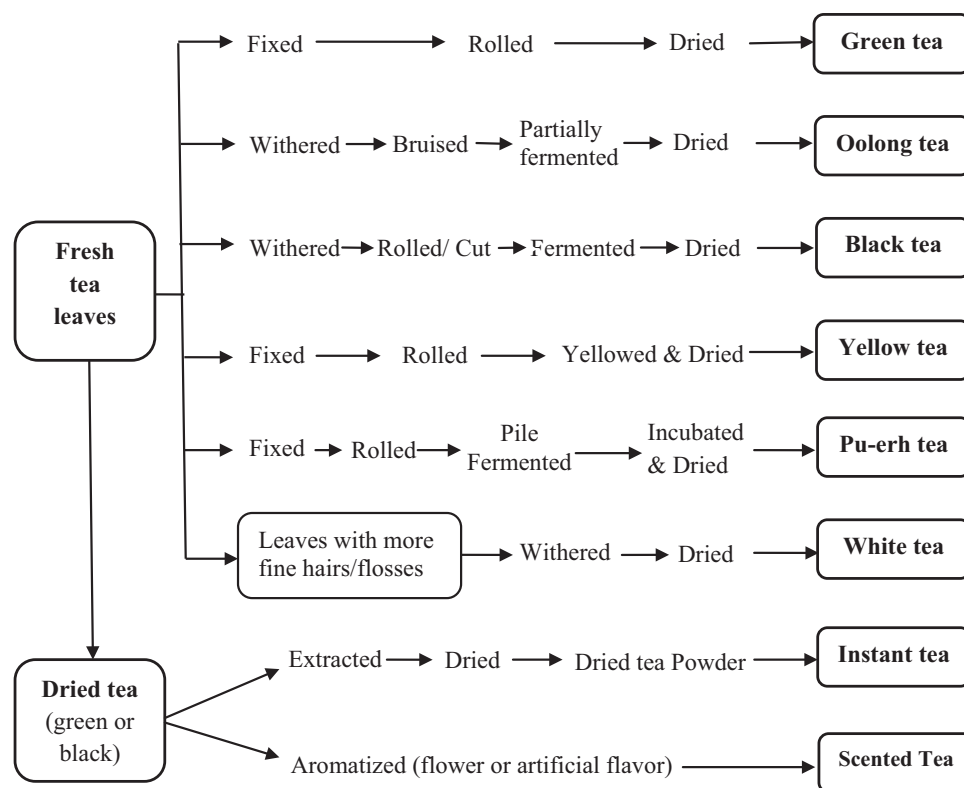 Fixed Rolled Dried Green tea
Withered Bruised Partially
fermented Dried Oolong tea
Fresh
tea
leaves
Withered Rolled/ Cut Fermented Dried Black tea
Fixed Rolled Yellowed & Dried Yellow tea
Fixed Rolled Pile
Fermented Incubated
& Dried Pu-erh tea
Leaves with more
fine hairs/flosses
Withered Dried White tea
Dried tea
(green or
black)
Extracted Dried Dried tea Powder Instant tea
Aromatized (flower or artificial flavor) Scented Tea